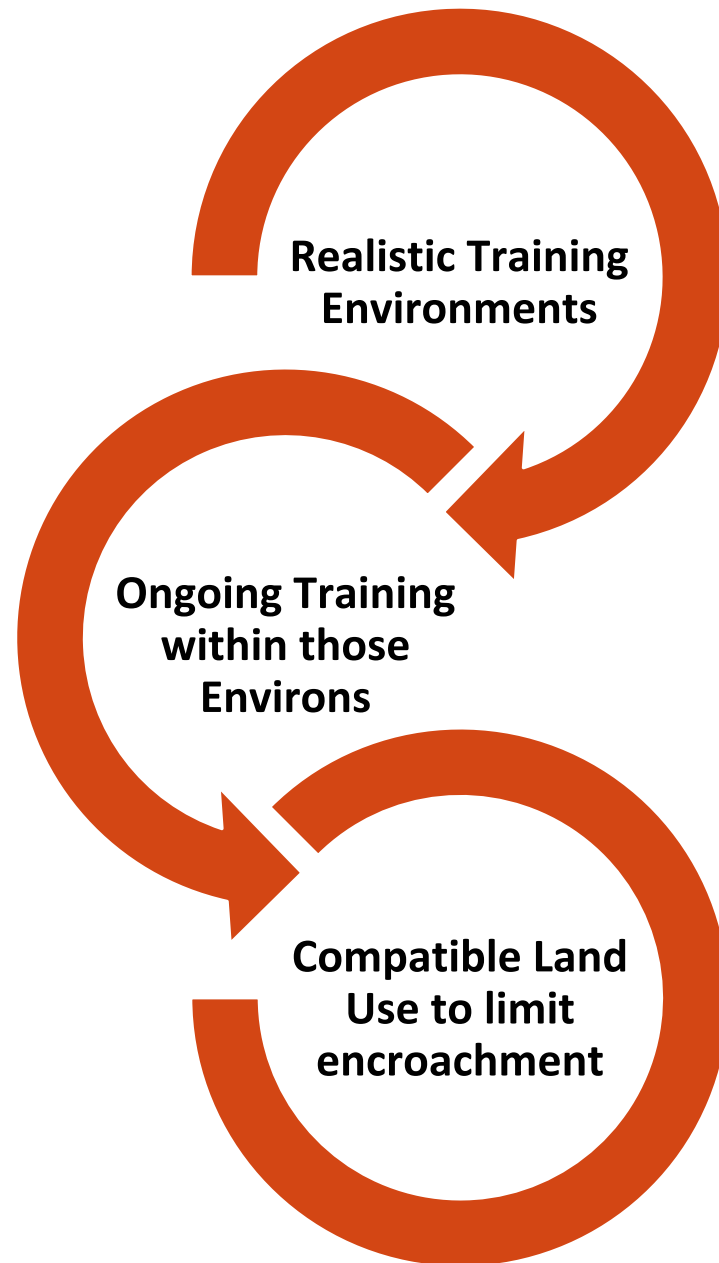 Realistic Training
Environments
Ongoing Training
within those
Environs
Compatible Land
Use to limit
encroachment